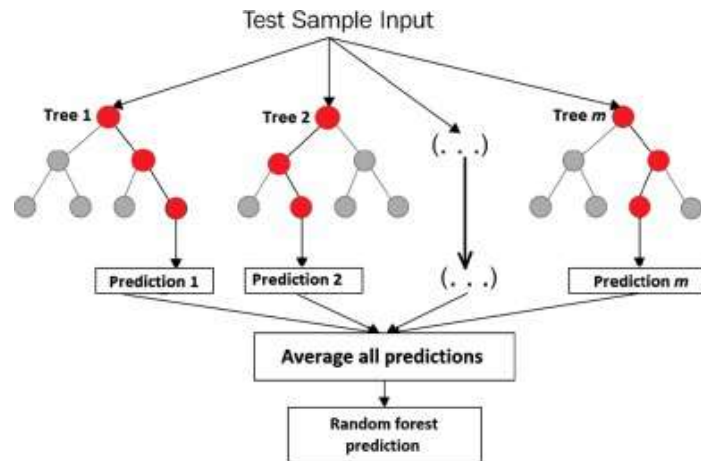 Test Sample Input
Tree 1
Tree 2
(. . .)
Tree m
Prediction 1
Prediction 2
(. . .)
Prediction m
Average all predictions
Random forest
prediction